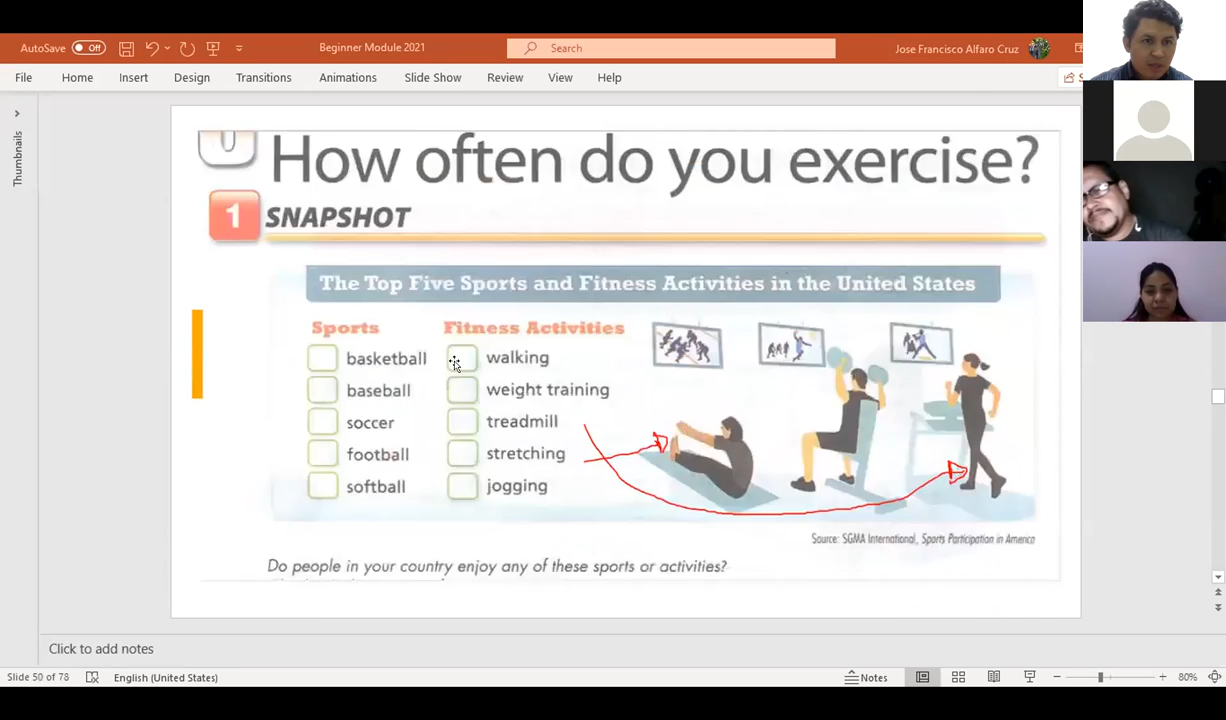 AutoSave Off Beginner Module 2021 Search Jose Francisco Alfaro Cruz
File Home Insert Design Transitions Animations Slide Show Review View Help
Thumbnails
How often do you exercise?
1 SNAPSHOT
The Top Five Sports and Fitness Activities in the United States
Sports Fitness Activities
basketball walking
baseball weight training
soccer treadmill
football stretching
softball jogging
Source: SGMA International, Sports Participation in America
Do people in your country enjoy any of these sports or activities?
Click to add notes
Slide 50 of 78 English (United States) Notes 80%